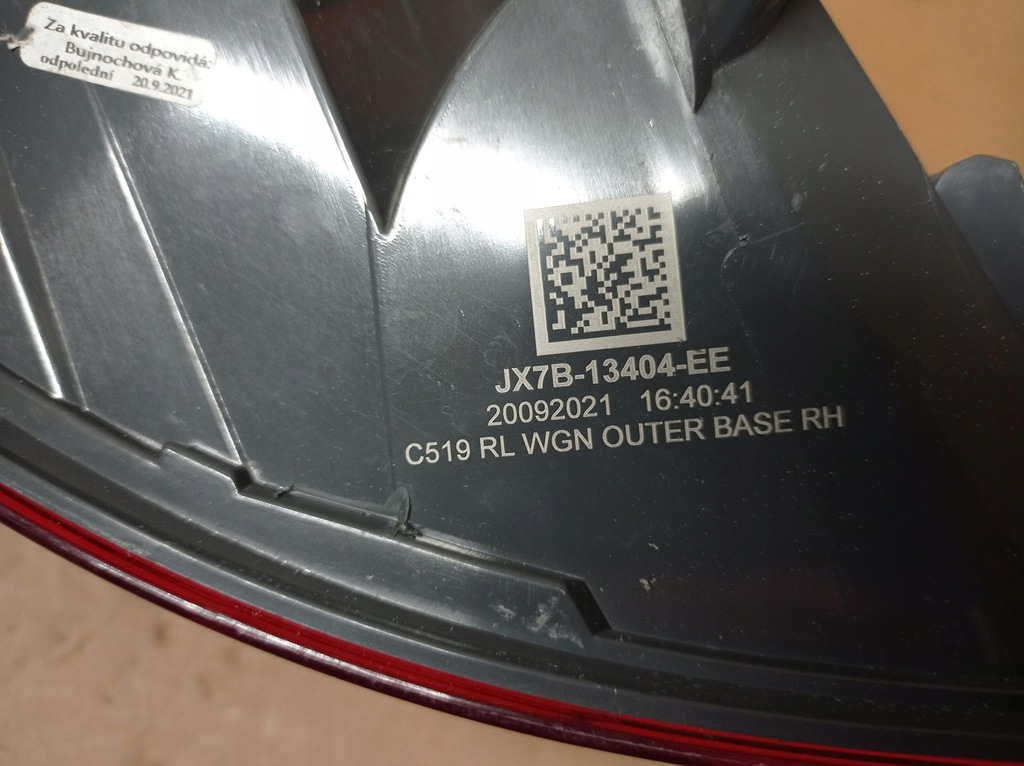 Za kvalitu odpovídá:
Bujnochová K.
odpolední 20.9.2021
JX7B-13404-EE
20092021 16:40:41
C519 RL WGN OUTER BASE RH